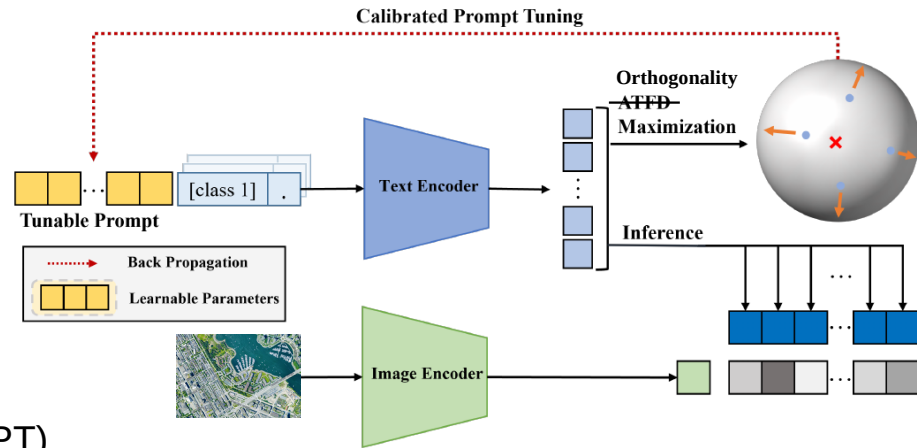 Calibrated Prompt Tuning
Orthogonality
ATFD
Maximization
[class 1] .
Text Encoder
Tunable Prompt
Inference
Back Propagation
Learnable Parameters
Image Encoder
PT)